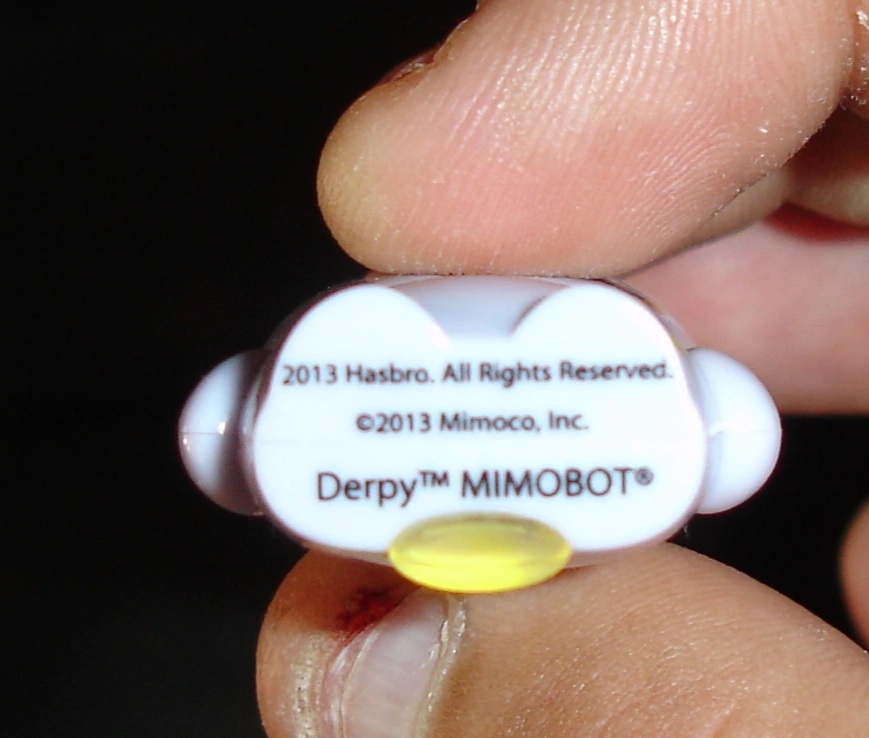 2013 Hasbro. All Rights Reserved.
©2013 Mimoco, Inc.
Derpy™ MIMOBOT®